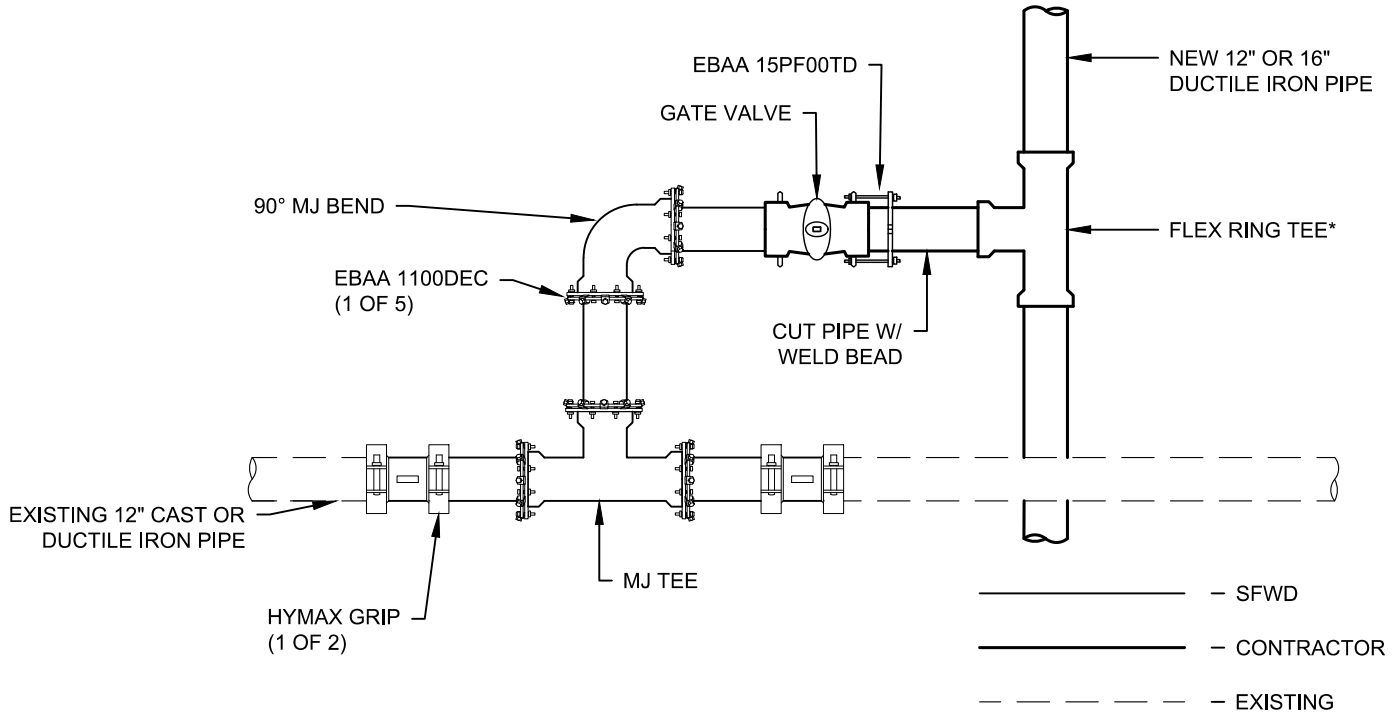 NEW 12" OR 16"
DUCTILE IRON PIPE
EBAA 15PF00TD
GATE VALVE
90° MJ BEND
FLEX RING TEE*
EBAA 1100DEC
(1 OF 5)
CUT PIPE W/
WELD BEAD
EXISTING 12" CAST OR
DUCTILE IRON PIPE
MJ TEE
HYMAX GRIP
(1 OF 2)
– SFWD
– CONTRACTOR
– EXISTING